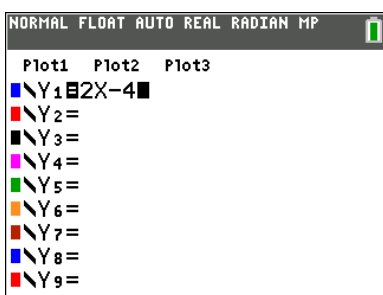 NORMAL FLOAT AUTO REAL RADIAN MP
Plot1 Plot2 Plot3
\Y1=2X-4
\Y2=
\Y3=
\Y4=
\Y5=
\Y6=
\Y7=
\Y8=
\Y9=